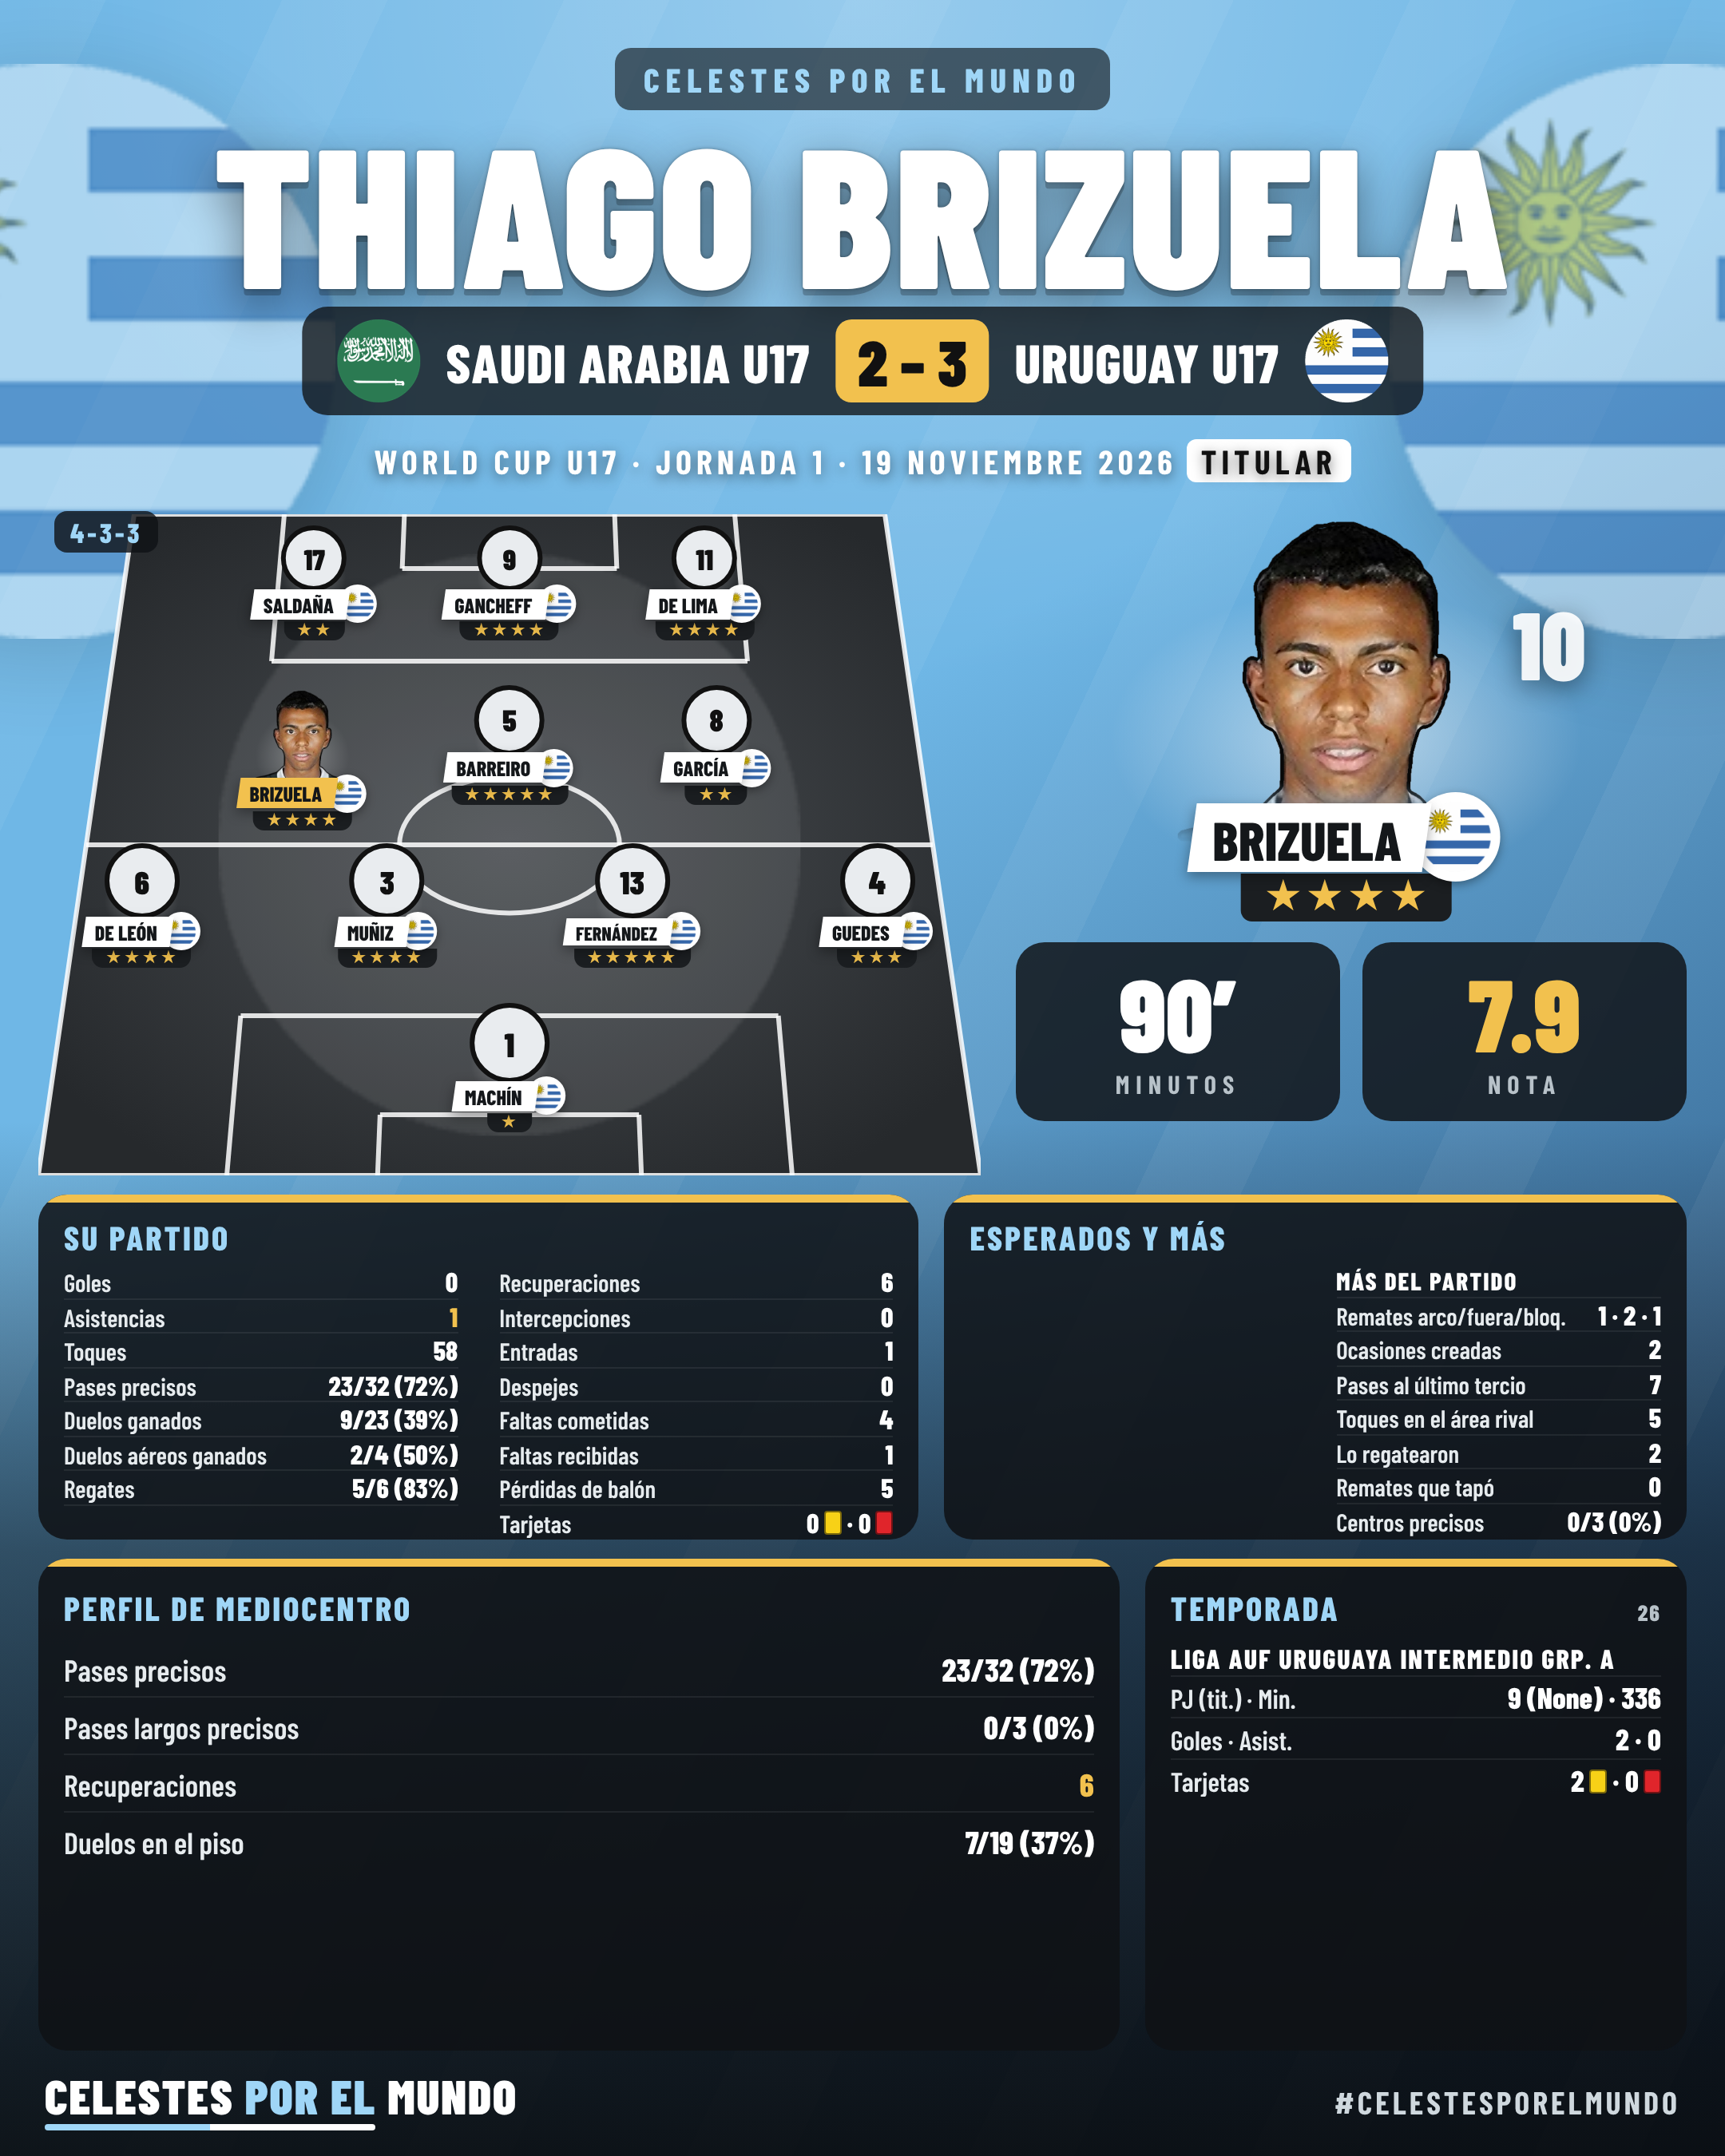 CELESTES POR EL MUNDO
THIAGO BRIZUELA
SAUDI ARABIA U17 2 - 3 URUGUAY U17
WORLD CUP U17 · JORNADA 1 · 19 NOVIEMBRE 2026 TITULAR
4-3-3
17 9 11
SALDAÑA GANCHEFF DE LIMA
★★ ★★★★ ★★★★
10
5 8
BARREIRO GARCÍA
BRIZUELA
★★★★★ ★★
★★★★
BRIZUELA
★★★★
6 3 13 4
DE LEÓN MUÑIZ FERNÁNDEZ GUEDES
★★★★ ★★★★ ★★★★★ ★★★
1
MACHÍN
★
90’ 7.9
MINUTOS NOTA
SU PARTIDO
Goles 0
Asistencias 1
Toques 58
Pases precisos 23/32 (72%)
Duelos ganados 9/23 (39%)
Duelos aéreos ganados 2/4 (50%)
Regates 5/6 (83%)
Recuperaciones 6
Intercepciones 0
Entradas 1
Despejes 0
Faltas cometidas 4
Faltas recibidas 1
Pérdidas de balón 5
Tarjetas 0 · 0
ESPERADOS Y MÁS
MÁS DEL PARTIDO
Remates arco/fuera/bloq. 1 · 2 · 1
Ocasiones creadas 2
Pases al último tercio 7
Toques en el área rival 5
Lo regatearon 2
Remates que tapó 0
Centros precisos 0/3 (0%)
PERFIL DE MEDIOCENTRO
Pases precisos 23/32 (72%)
Pases largos precisos 0/3 (0%)
Recuperaciones 6
Duelos en el piso 7/19 (37%)
TEMPORADA 26
LIGA AUF URUGUAYA INTERMEDIO GRP. A
PJ (tit.) · Min. 9 (None) · 336
Goles · Asist. 2 · 0
Tarjetas 2 · 0
CELESTES POR EL MUNDO
#CELESTESPORELMUNDO